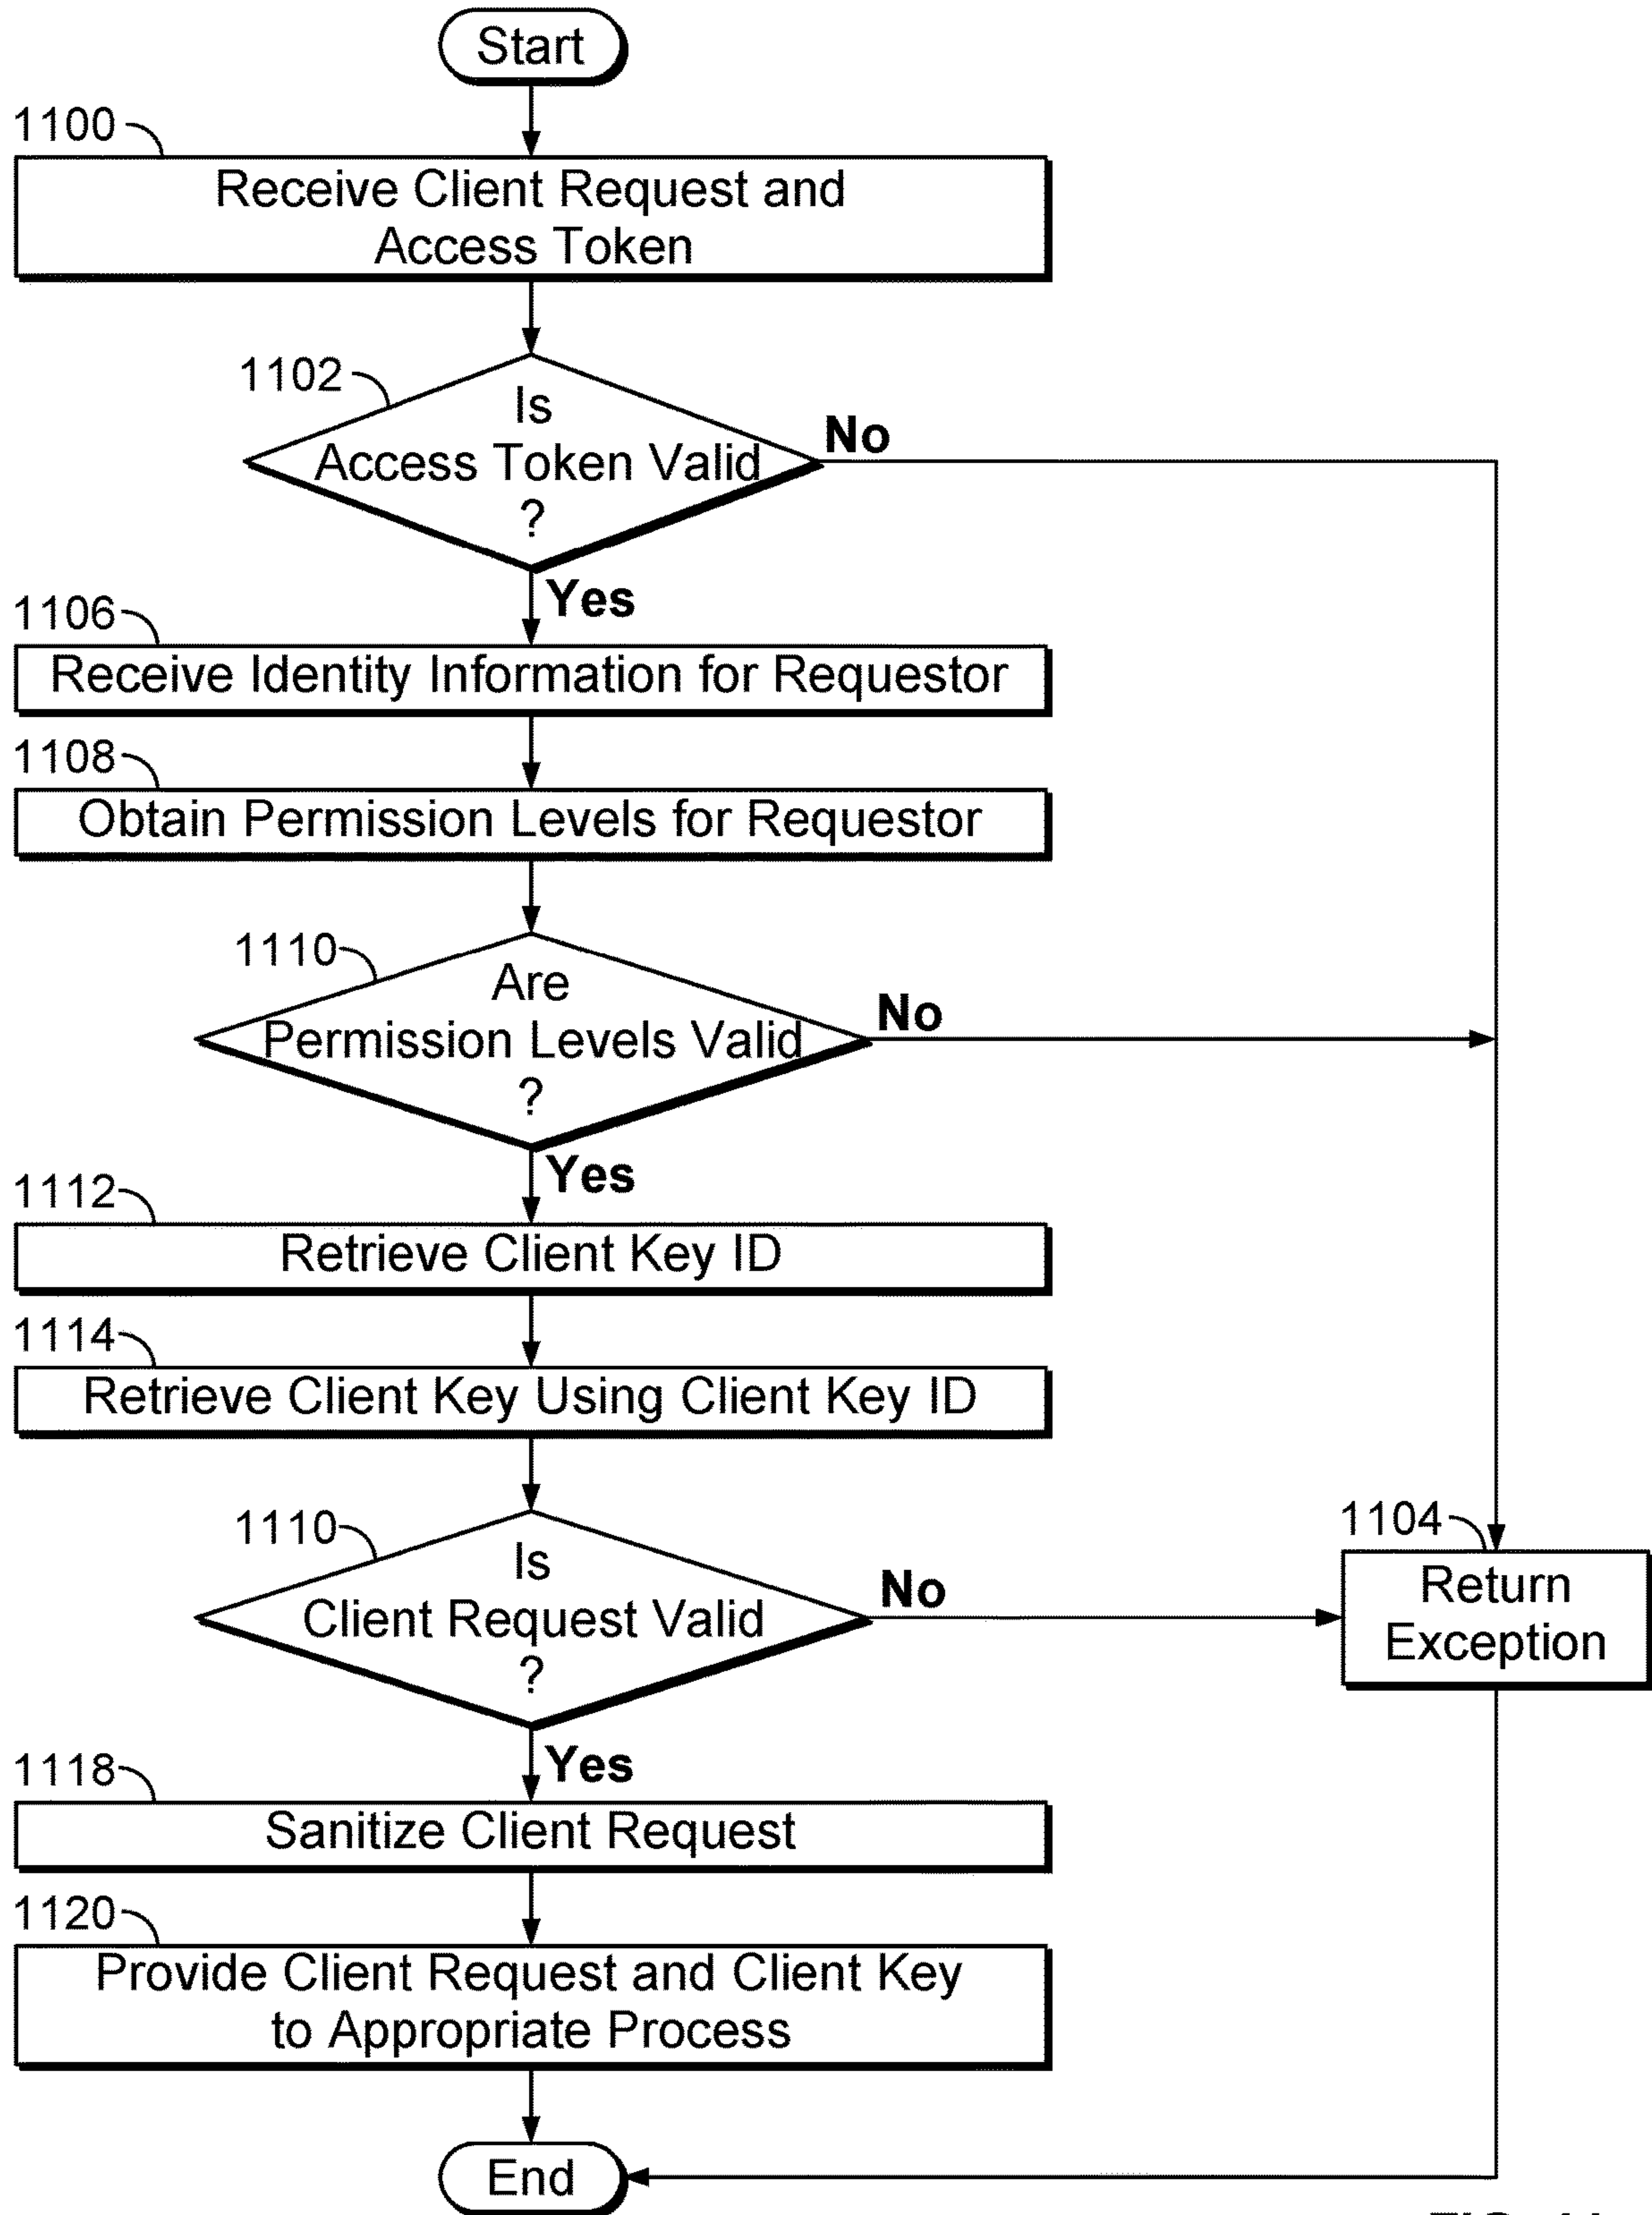 Start
1100
Receive Client Request and
Access Token
1102
Is
Access Token Valid
?
No
Yes
1106
Receive Identity Information for Requestor
1108
Obtain Permission Levels for Requestor
1110
Are
Permission Levels Valid
?
No
Yes
1112
Retrieve Client Key ID
1114
Retrieve Client Key Using Client Key ID
1110
Is
Client Request Valid
?
No
1104
Return
Exception
Yes
1118
Sanitize Client Request
1120
Provide Client Request and Client Key
to Appropriate Process
End